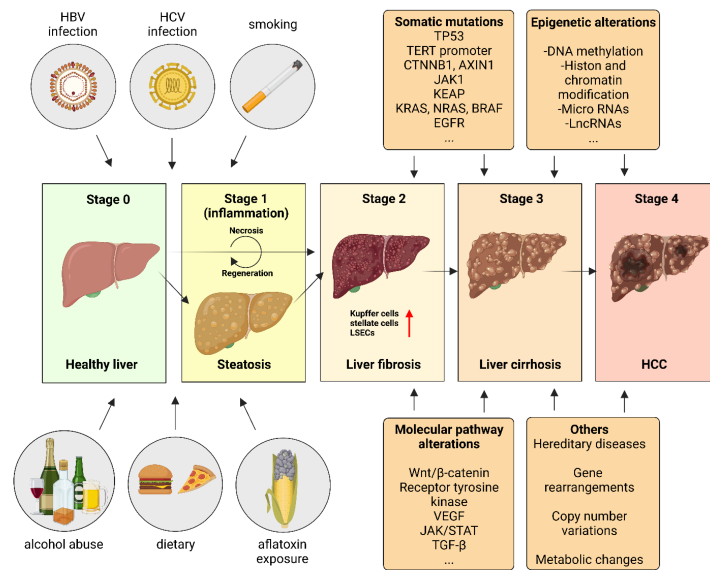 HBV
infection
HCV
infection
smoking
Somatic mutations
TP53
TERT promoter
CTNNB1, AXIN1
JAK1
KEAP
KRAS, NRAS, BRAF
EGFR
...
Epigenetic alterations
-DNA methylation
-Histon and
chromatin
modification
-Micro RNAs
-LncRNAs
...
Stage 0
Healthy liver
Stage 1
(inflammation)
Necrosis
Regeneration
Steatosis
Stage 2
Kupffer cells
stellate cells
LSECs
Liver fibrosis
Stage 3
Liver cirrhosis
Stage 4
HCC
alcohol abuse
dietary
aflatoxin
exposure
Molecular pathway
alterations
Wnt/β-catenin
Receptor tyrosine
kinase
VEGF
JAK/STAT
TGF-β
...
Others
Hereditary diseases
Gene
rearrangements
Copy number
variations
Metabolic changes